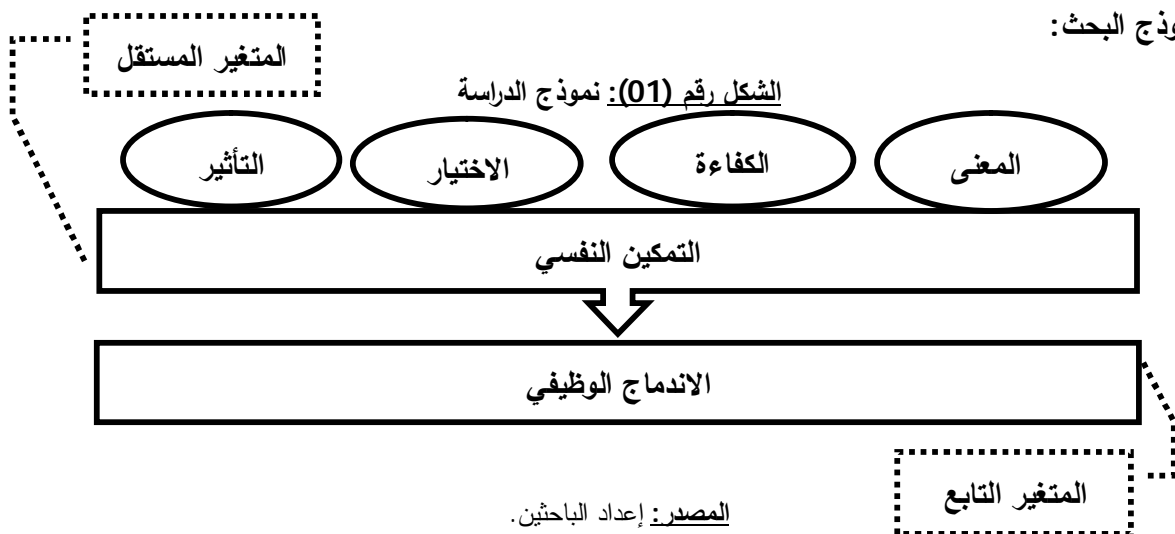 وذج البحث:
المتغير المستقل
الشكل رقم (01): نموذج الدراسة
المعنى
الكفاءة
الاختيار
التأثير
التمكين النفسي
الاندماج الوظيفي
المتغير التابع
المصدر: إعداد الباحثين.